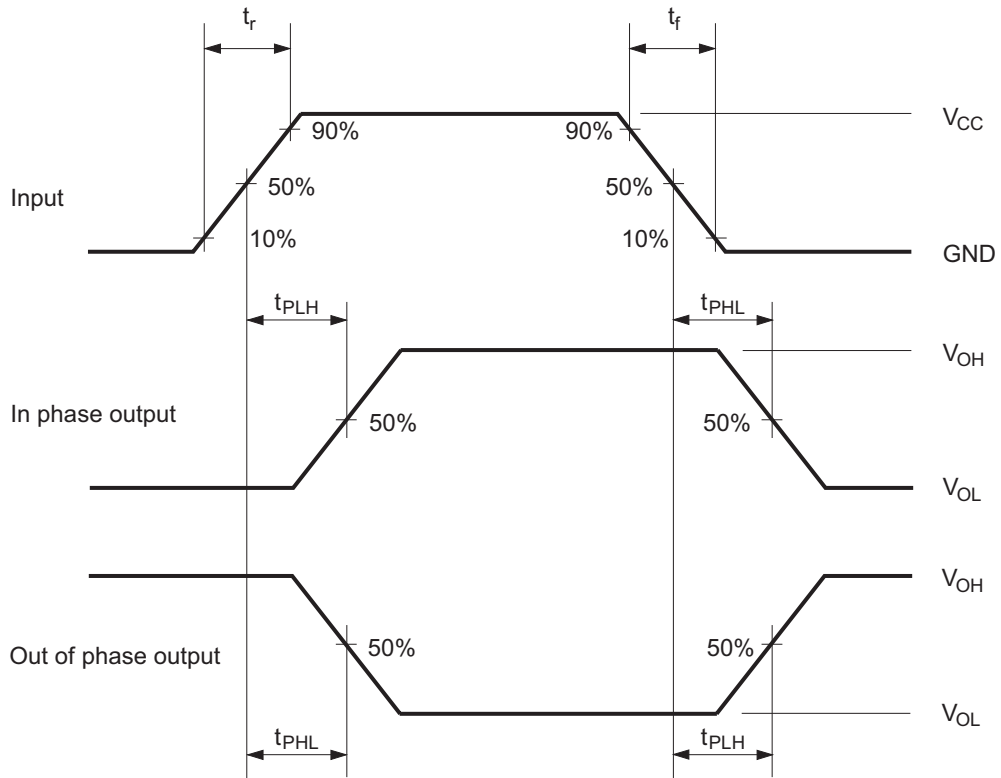 tr
tf
90%
90%
VCC
Input
50%
50%
10%
10%
GND
tPLH
tPHL
VOH
In phase output
50%
50%
VOL
VOH
Out of phase output
50%
50%
VOL
tPHL
tPLH